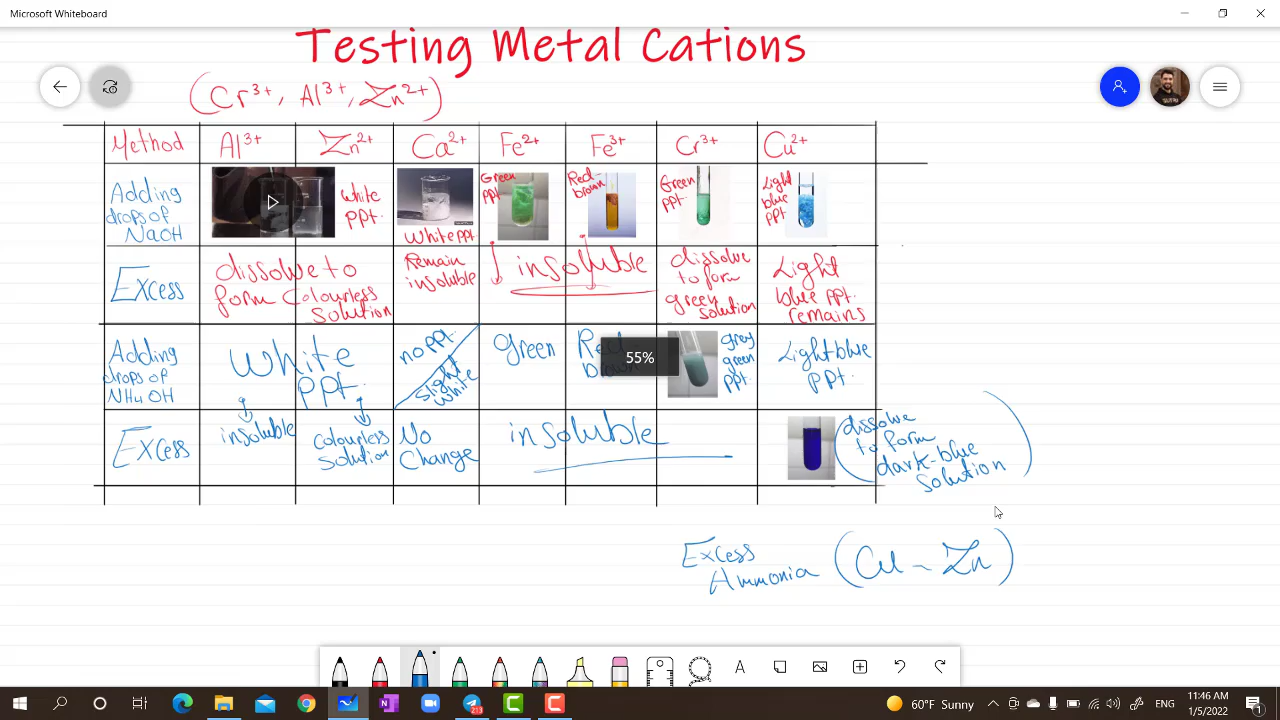 Microsoft Whiteboard
Testing Metal Cations
(Cr³⁺, Al³⁺, Zn²⁺)
Method Al³⁺ Zn²⁺ Ca²⁺ Fe²⁺ Fe³⁺ Cr³⁺ Cu²⁺
Adding
drops of
NaOH
White
ppt.
White ppt
Green
ppt
Red
brown
Green
ppt.
Light
blue
ppt
Excess
dissolve to
form Colourless
Solution
Remain
insoluble
insoluble
dissolve
to form
green solution
Light
blue ppt.
remains
Adding
drops of
NH4OH
White
ppt.
no ppt.
slight
white
Green
Red
brown
grey
green
ppt.
Light blue
ppt.
55%
Excess
insoluble
colourless
solution
No
Change
insoluble
dissolve
to form
dark-blue
solution
Excess
Ammonia (Cu - Zn)
A
N
213
60°F Sunny
11:46 AM
1/5/2022
1